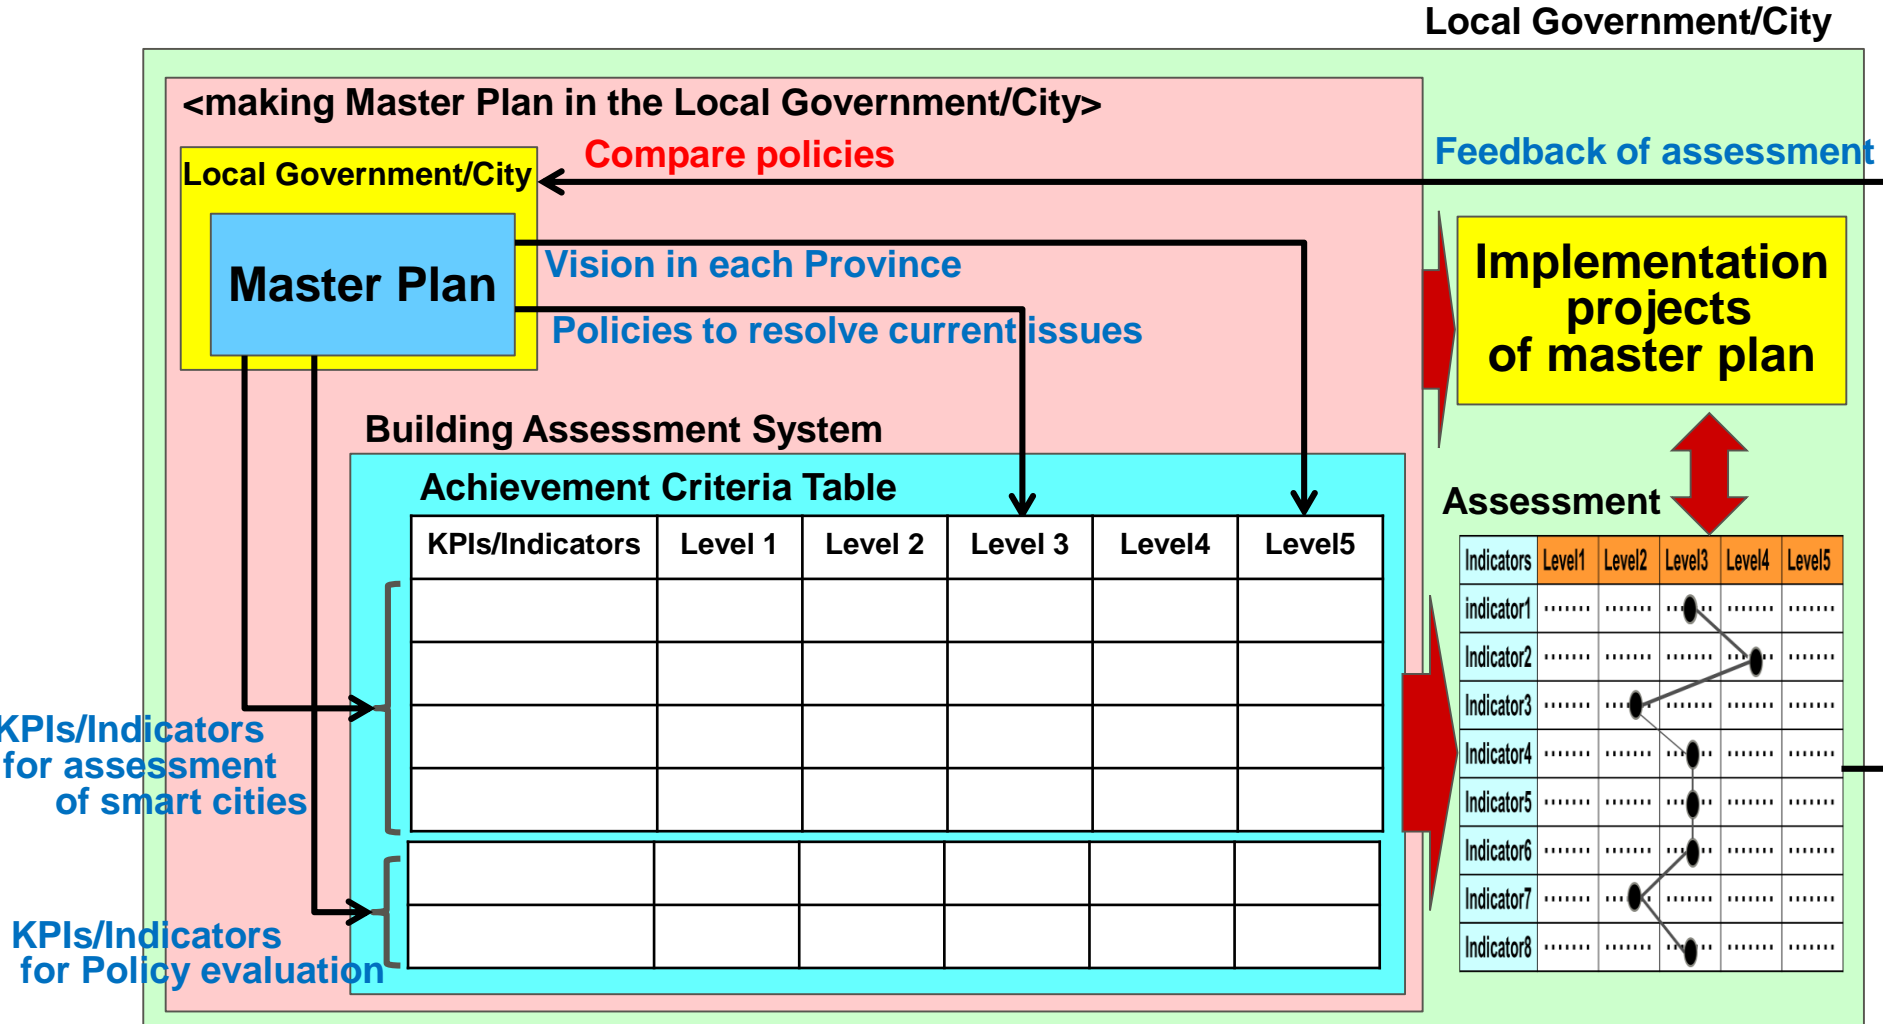 Local Government/City
<making Master Plan in the Local Government/City>
Compare policies
Feedback of assessment
Local Government/City
Master Plan
Vision in each Province
Policies to resolve current issues
Implementation
projects
of master plan
Building Assessment System
Achievement Criteria Table
KPIs/Indicators Level 1 Level 2 Level 3 Level4 Level5
KPIs/Indicators
for assessment
of smart cities
KPIs/Indicators
for Policy evaluation
Assessment
Indicators Level1 Level2 Level3 Level4 Level5
indicator1
Indicator2
Indicator3
Indicator4
Indicator5
Indicator6
Indicator7
Indicator8